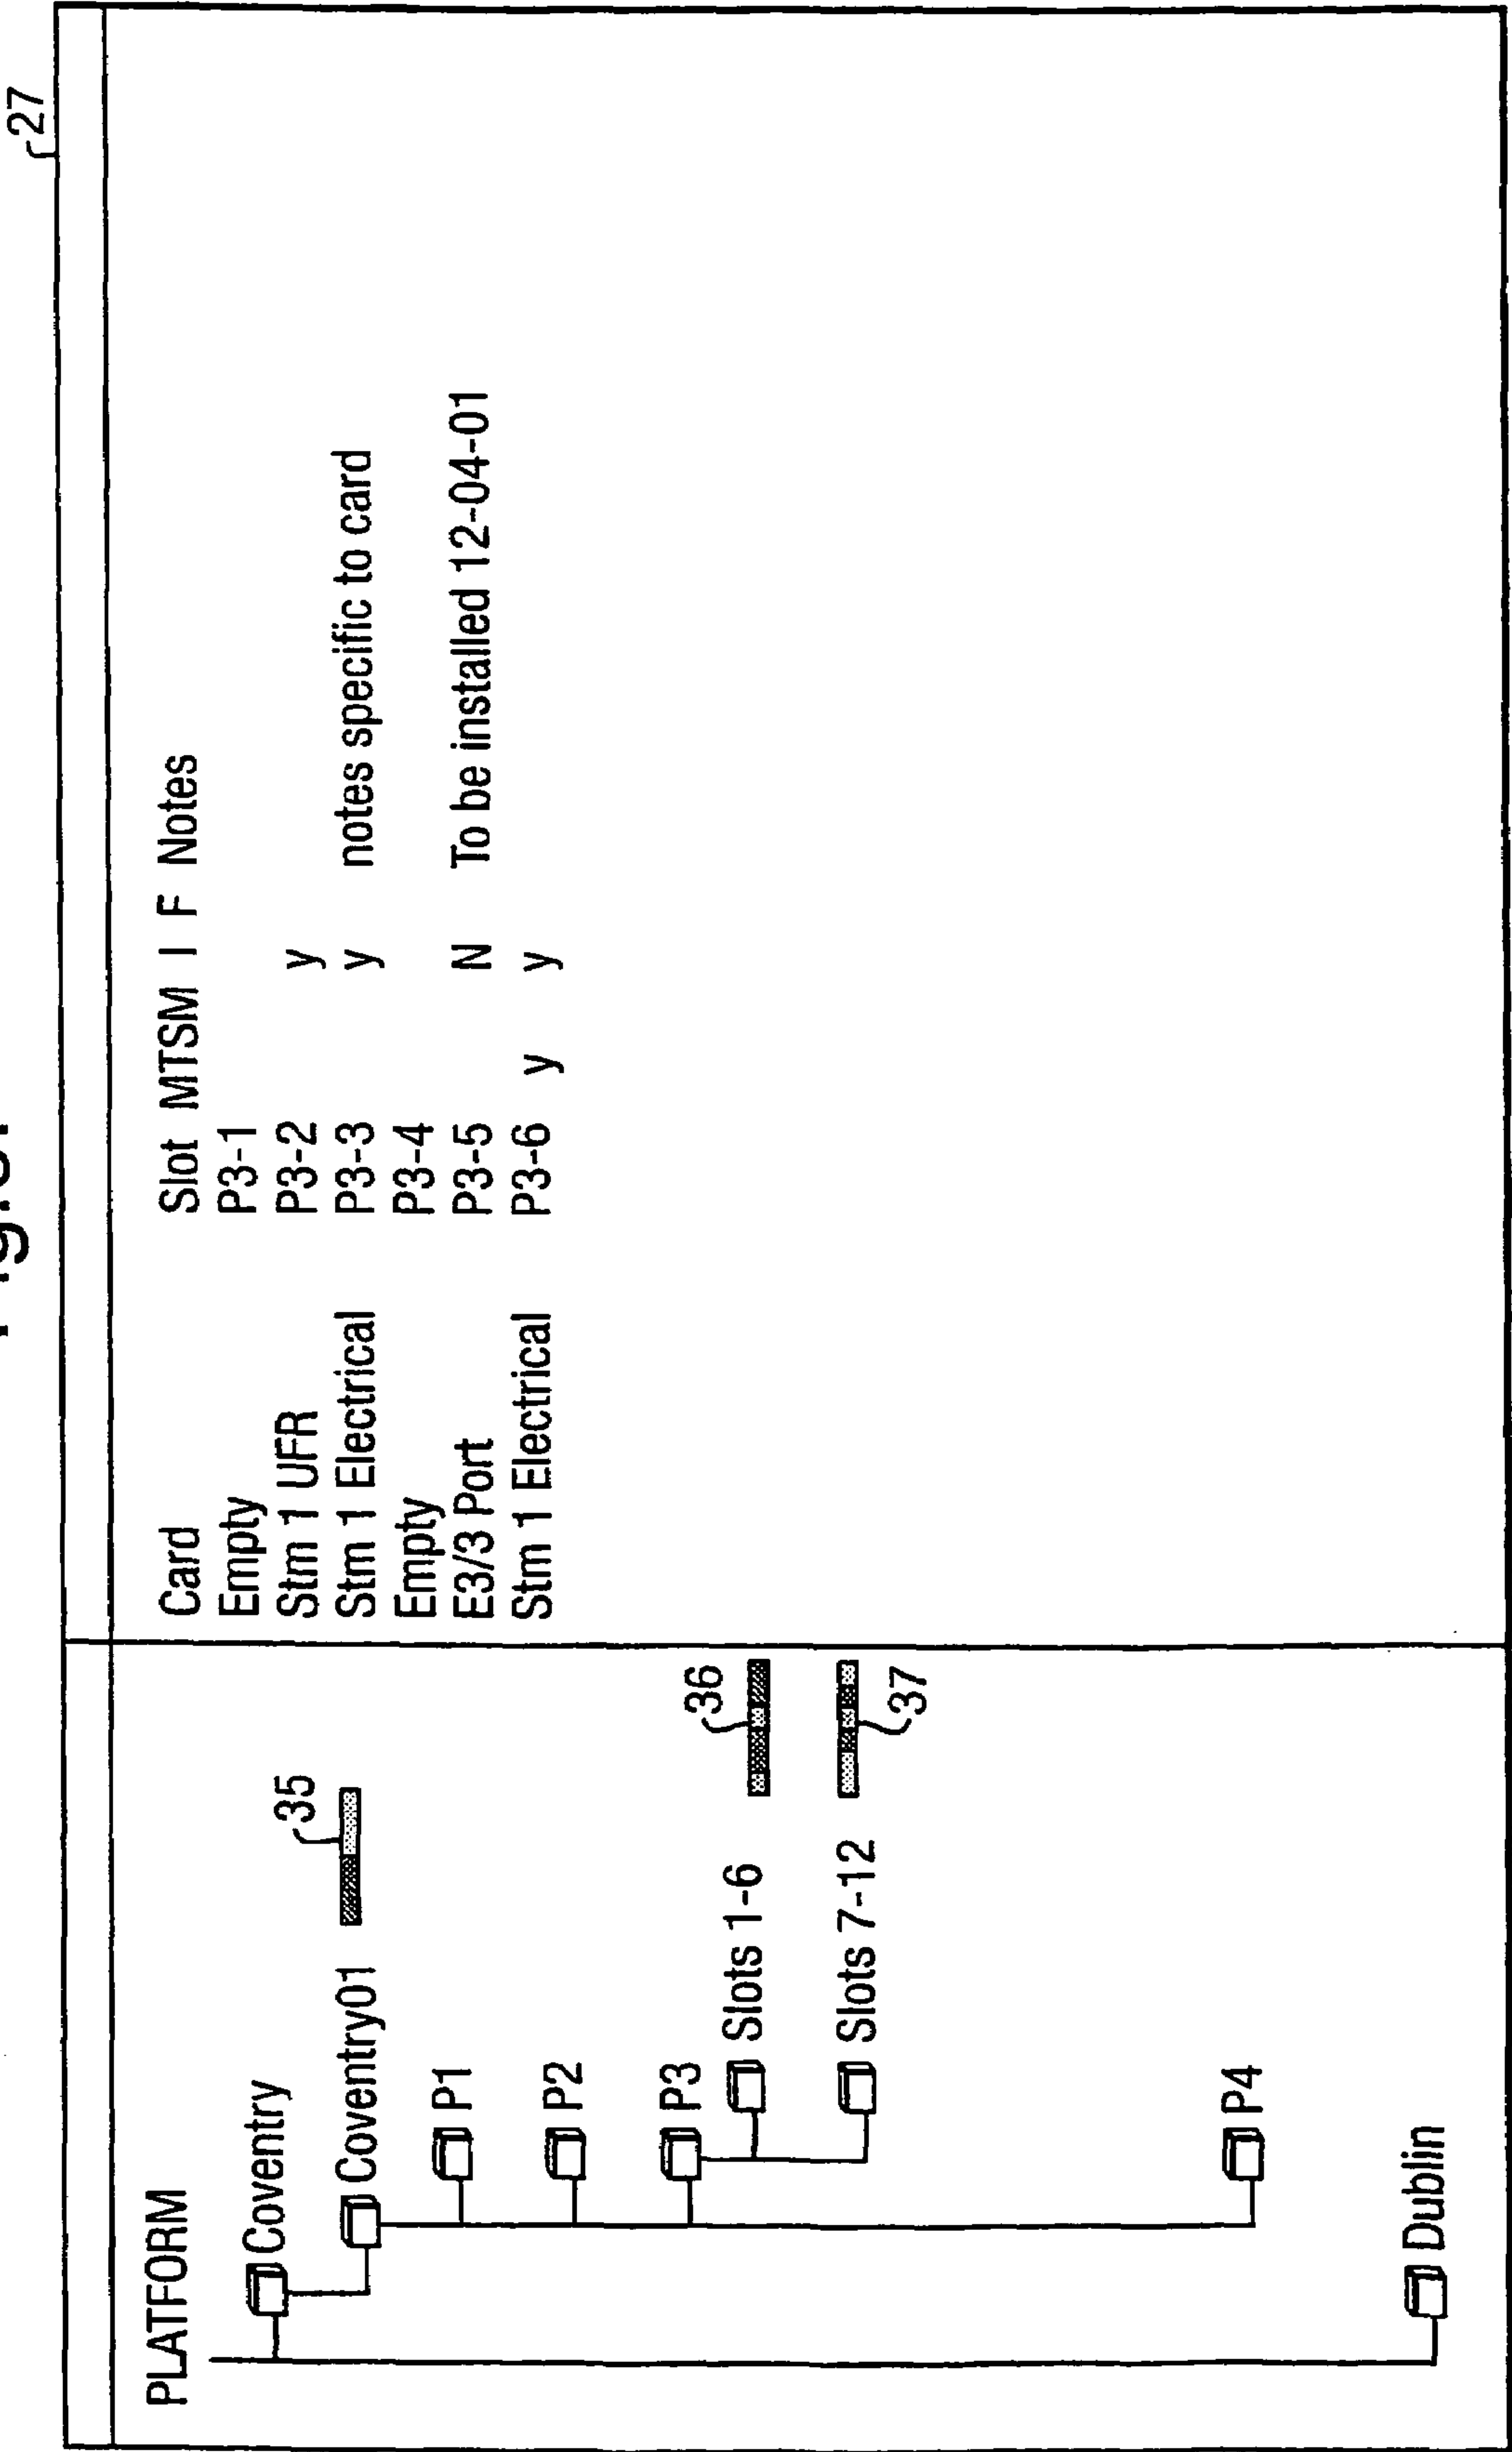 27
PLATFORM
Coventry
Coventry01
35
P1
P2
P3
Slots 1-6
36
Slots 7-12
37
P4
Dublin
Card Slot MTSM I F Notes
Empty P3-1
Stm 1 UFR P3-2 y
Stm 1 Electrical P3-3 y notes specific to card
Empty P3-4
E3/3 Port P3-5 N To be installed 12-04-01
Stm 1 Electrical P3-6 y y